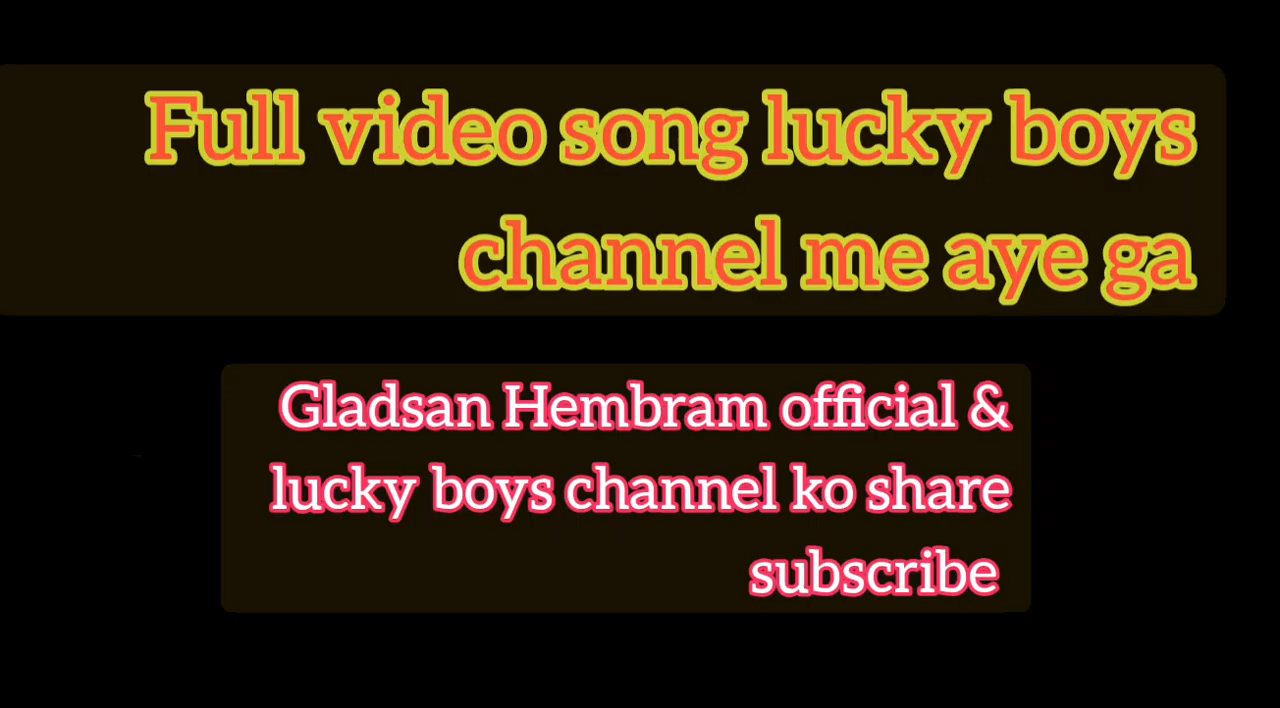 Full video song lucky boys
channel me aye ga
Gladsan Hembram official &
lucky boys channel ko share
subscribe